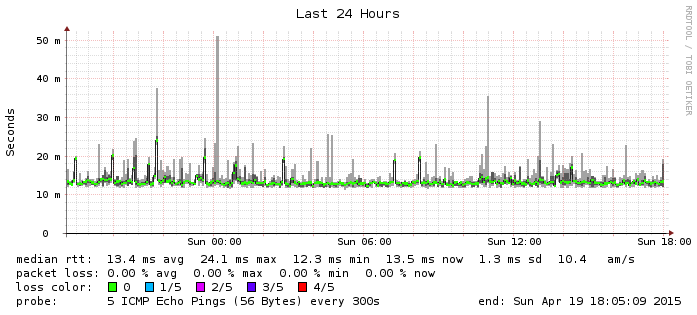 Last 24 Hours
RRDTOOL / TOBI OETIKER
Seconds
50 m
40 m
30 m
20 m
10 m
0
Sun 00:00 Sun 06:00 Sun 12:00 Sun 18:00
median rtt: 13.4 ms avg 24.1 ms max 12.3 ms min 13.5 ms now 1.3 ms sd 10.4 am/s
packet loss: 0.00 % avg 0.00 % max 0.00 % min 0.00 % now
loss color: 0 1/5 2/5 3/5 4/5
probe: 5 ICMP Echo Pings (56 Bytes) every 300s end: Sun Apr 19 18:05:09 2015